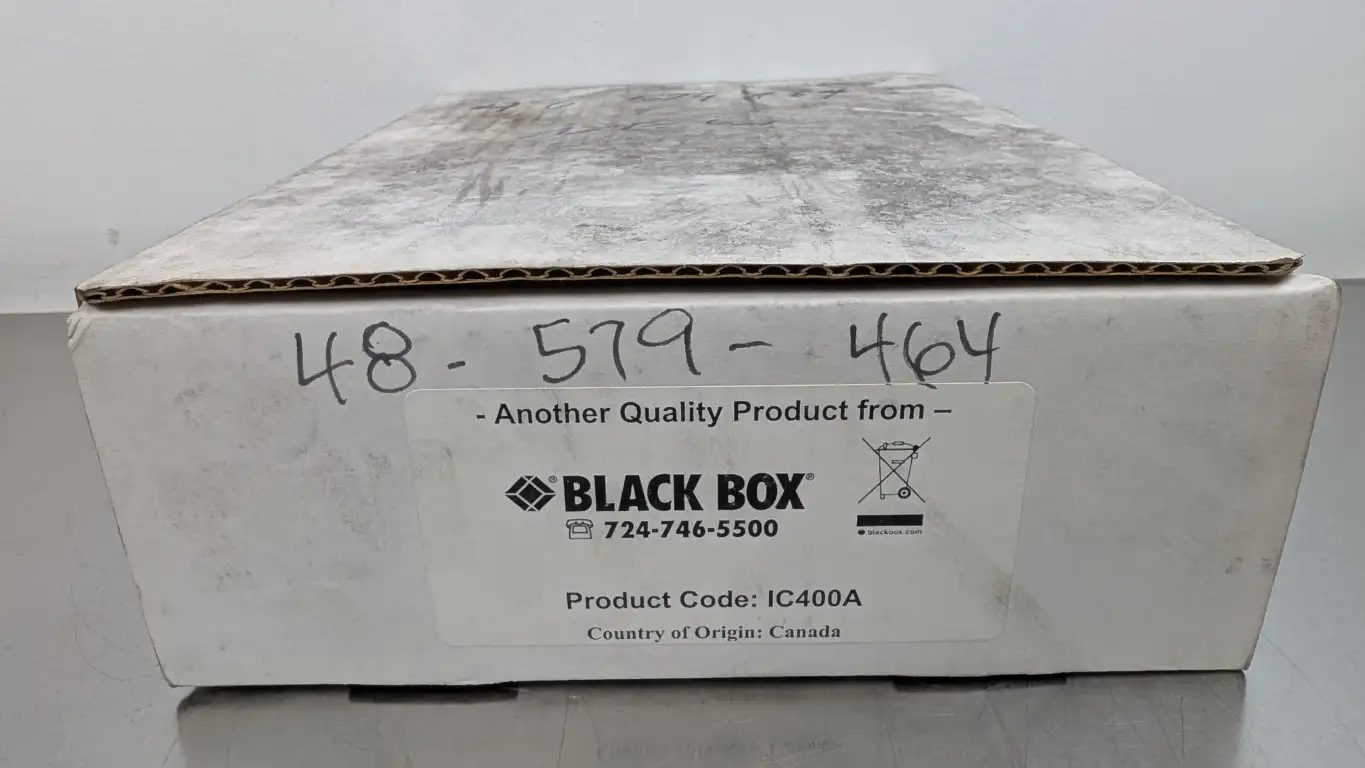 48-579-464
- Another Quality Product from –
BLACK BOX®
724-746-5500
blackbox.com
Product Code: IC400A
Country of Origin: Canada